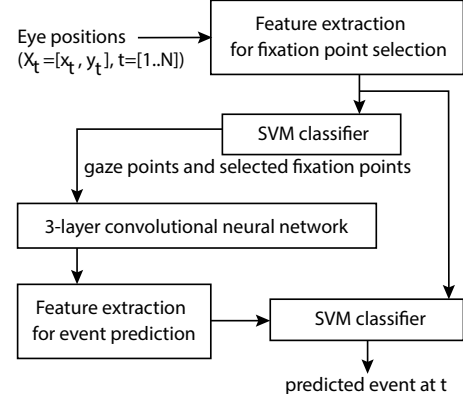 Eye positions
(X_t=[x_t, y_t], t=[1..N])
Feature extraction
for fixation point selection
SVM classifier
gaze points and selected fixation points
3-layer convolutional neural network
Feature extraction
for event prediction
SVM classifier
predicted event at t